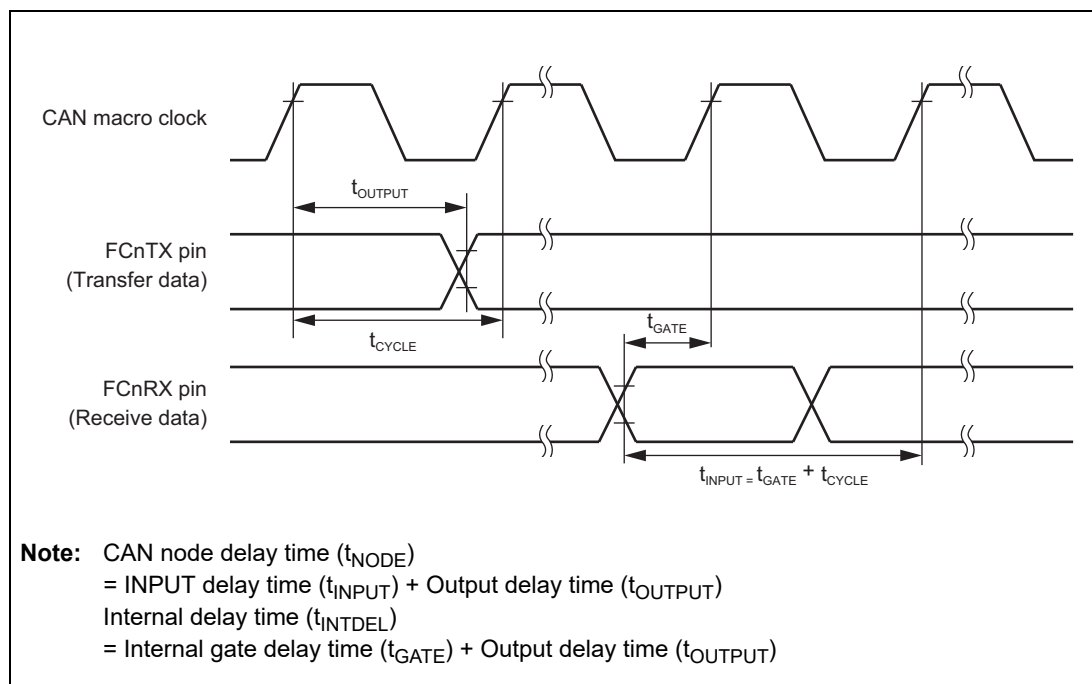 CAN macro clock
tOUTPUT
FCnTX pin
(Transfer data)
tCYCLE
tGATE
FCnRX pin
(Receive data)
tINPUT = tGATE + tCYCLE
Note: CAN node delay time (tNODE)
= INPUT delay time (tINPUT) + Output delay time (tOUTPUT)
Internal delay time (tINTDEL)
= Internal gate delay time (tGATE) + Output delay time (tOUTPUT)